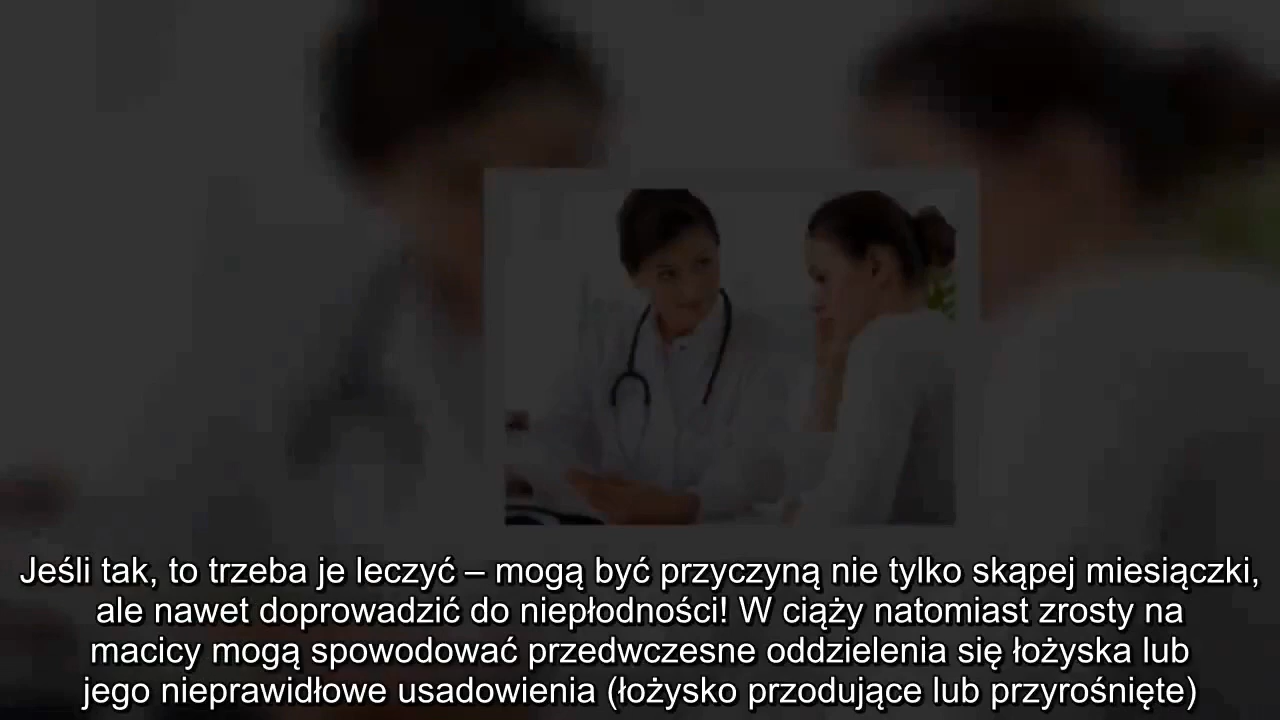 Jeśli tak, to trzeba je leczyć – mogą być przyczyną nie tylko skąpej miesiączki,
ale nawet doprowadzić do niepłodności! W ciąży natomiast zrosty na
macicy mogą spowodować przedwczesne oddzielenia się łożyska lub
jego nieprawidłowe usadowienia (łożysko przodujące lub przyrośnięte)